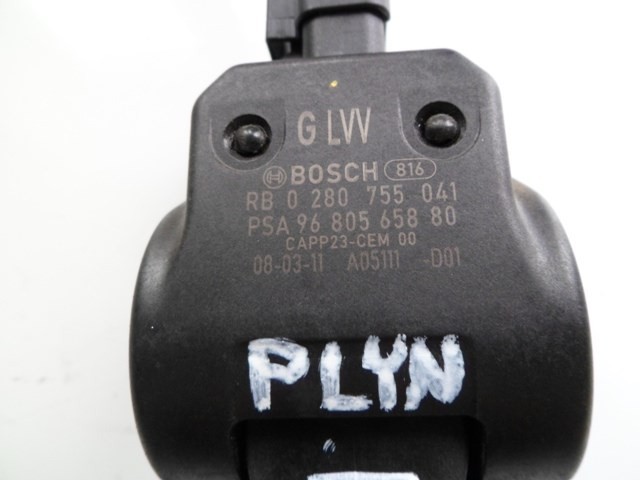 G LVV
BOSCH 816
RB 0 280 755 041
PSA 96 805 658 80
CAPP23-CEM 00
08-03-11 A05111 -D01
PLYN